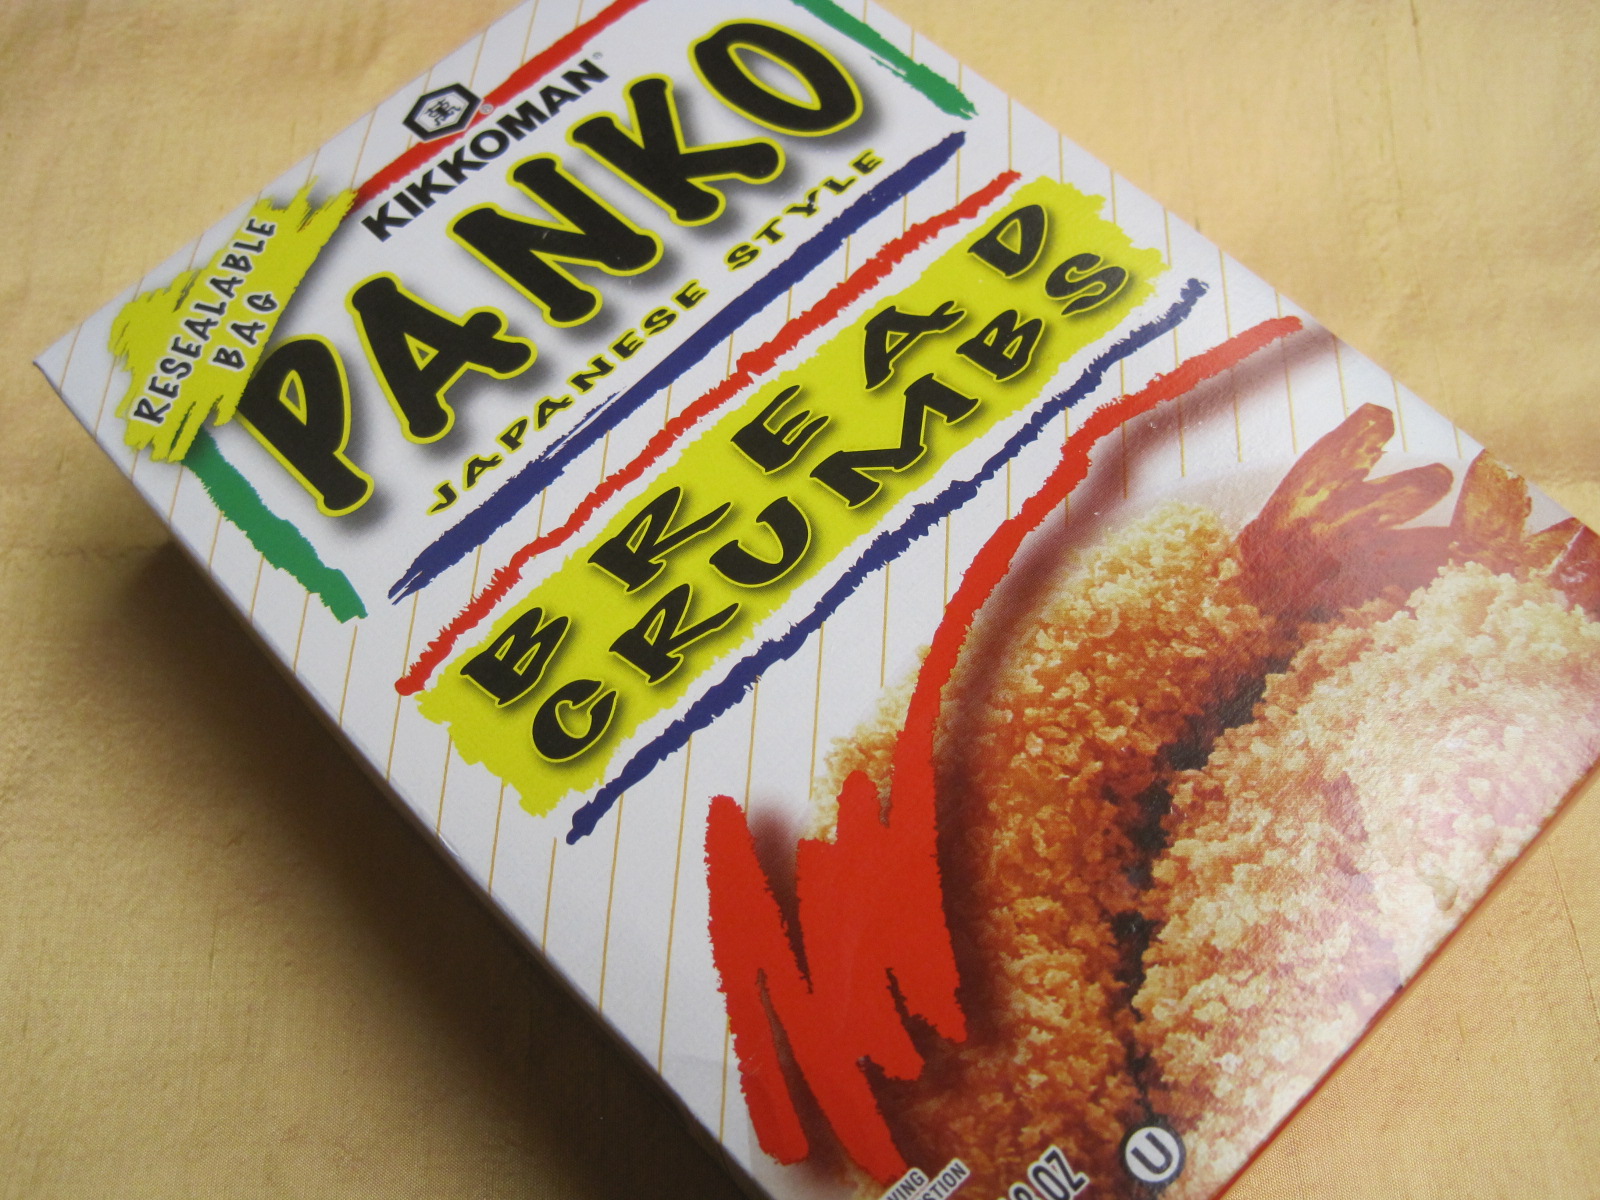 RESEALABLE
BAG
KIKKOMAN®
PANKO
JAPANESE STYLE
BREAD
CRUMBS
OZ
U